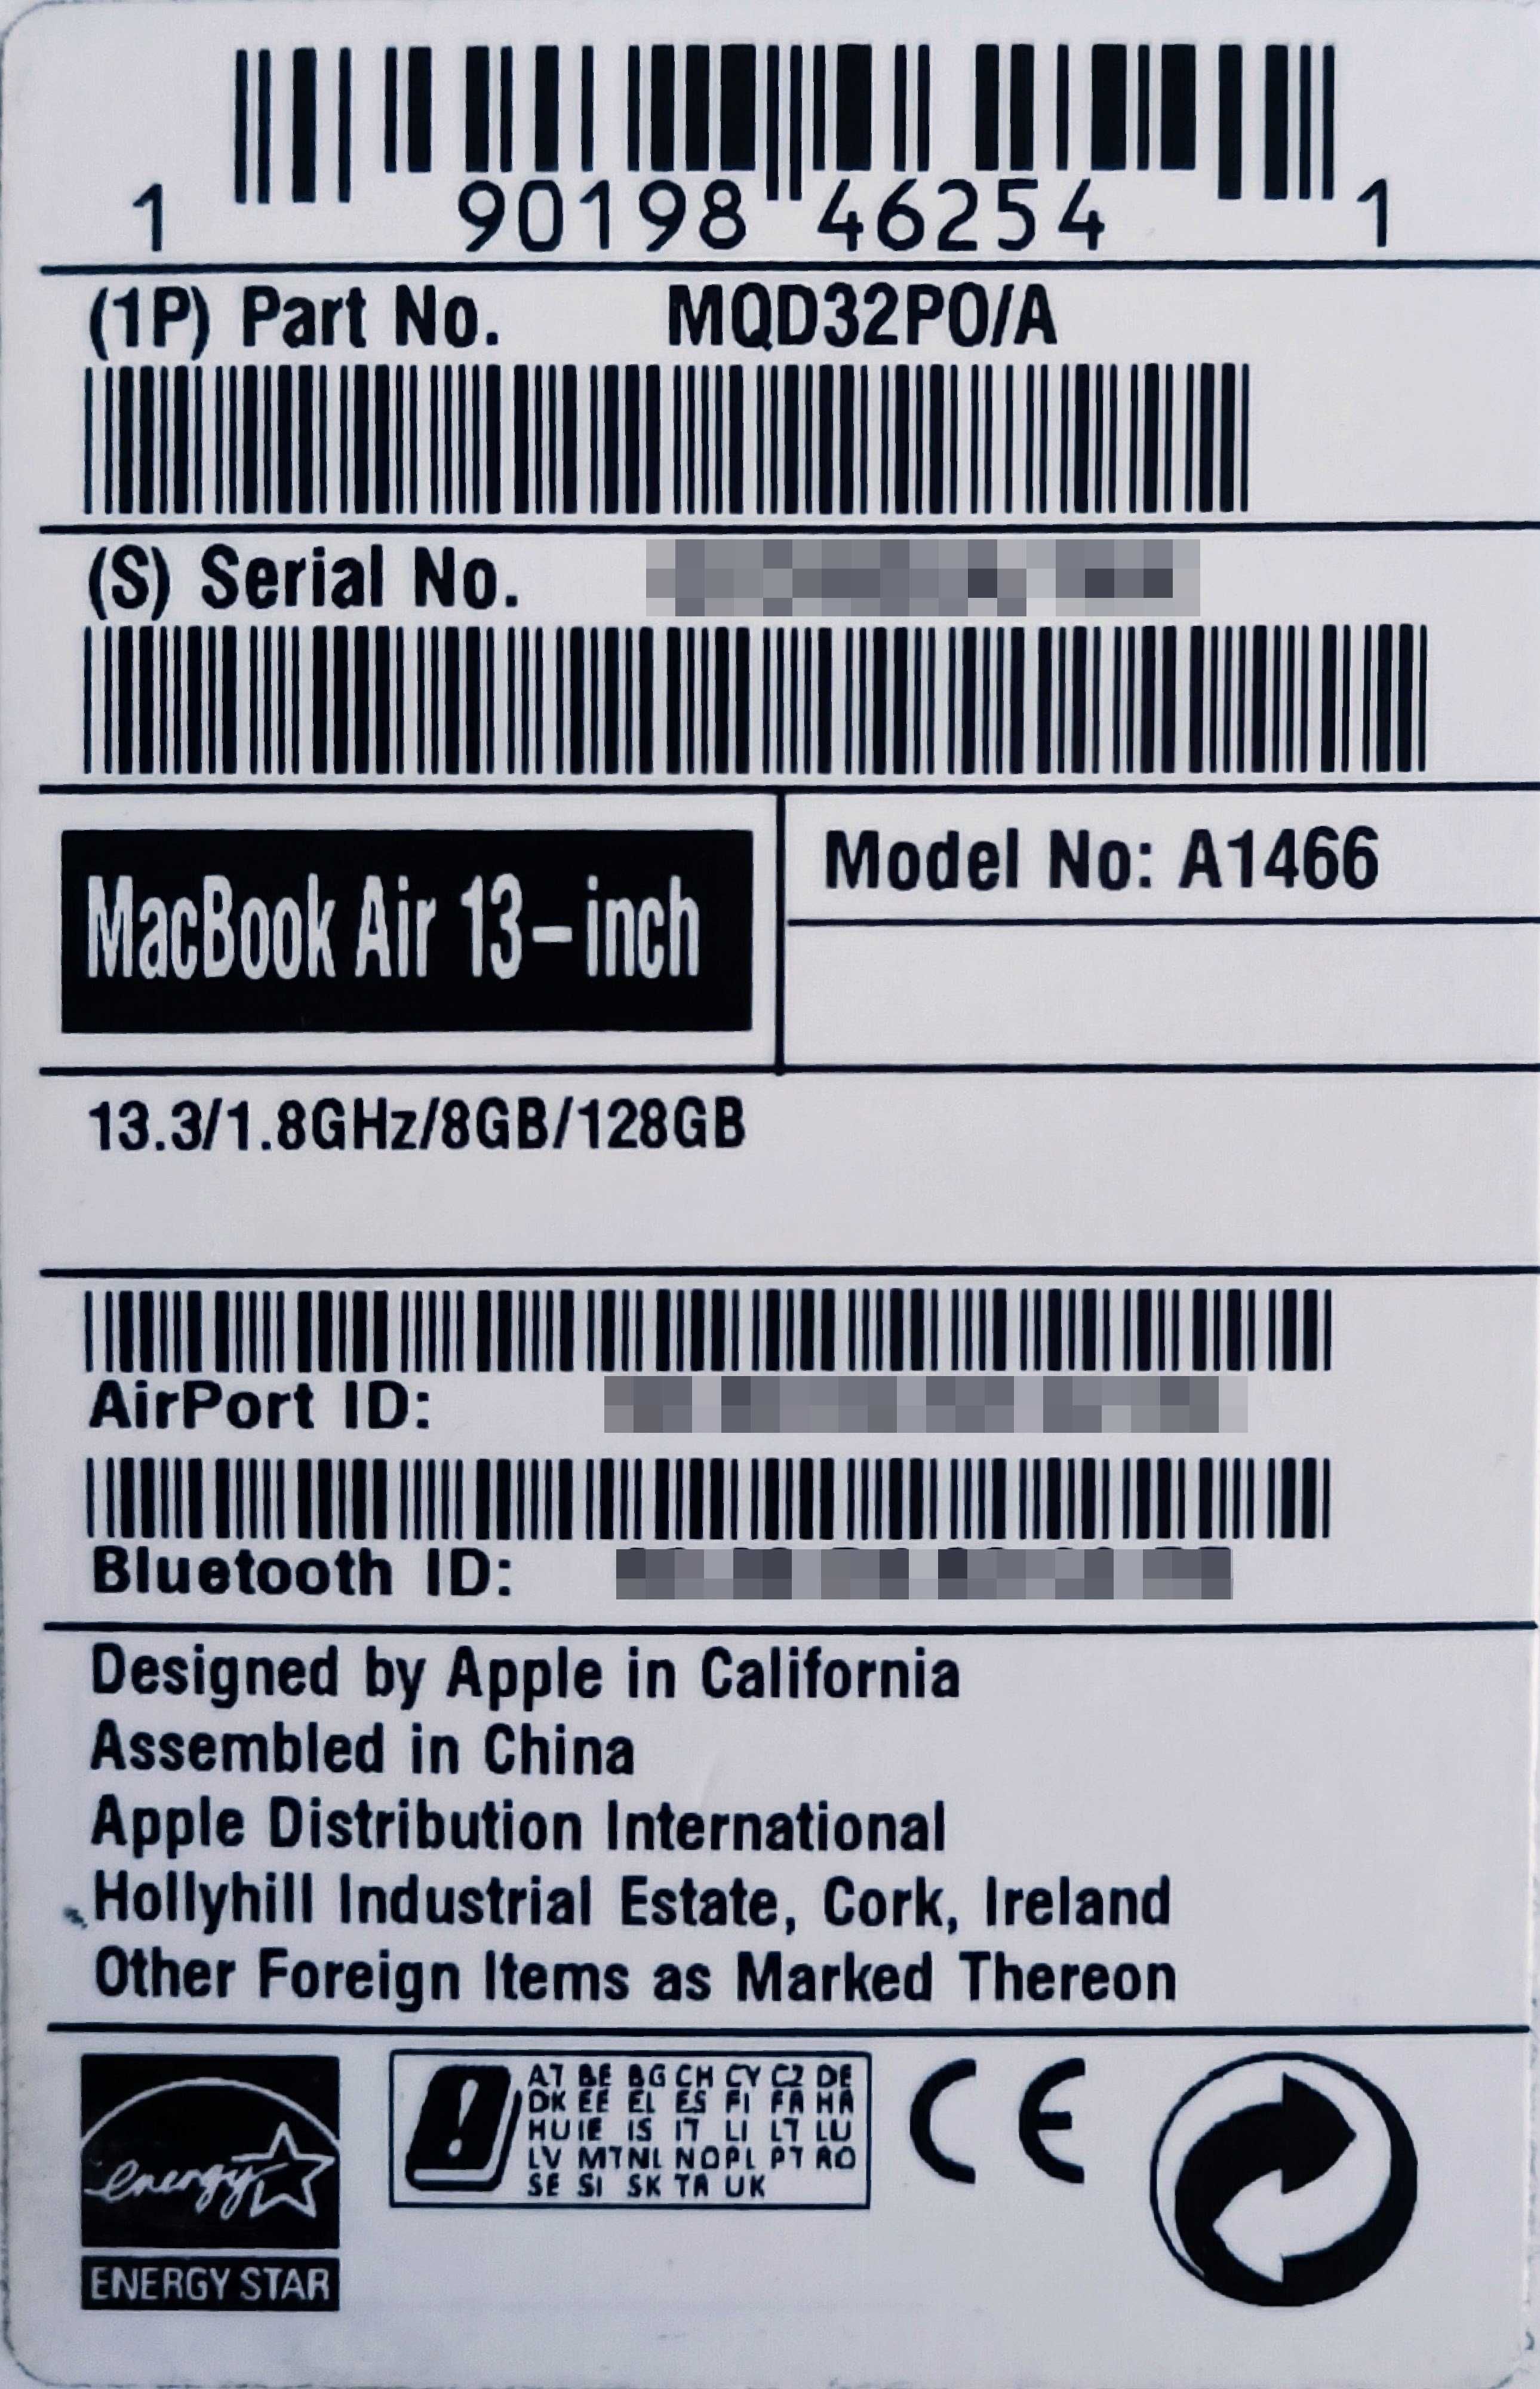 1 90198 46254 1
(1P) Part No. MQD32PO/A
(S) Serial No.
MacBook Air 13-inch
Model No: A1466
13.3/1.8GHz/8GB/128GB
AirPort ID:
Bluetooth ID:
Designed by Apple in California
Assembled in China
Apple Distribution International
Hollyhill Industrial Estate, Cork, Ireland
Other Foreign Items as Marked Thereon
energy
ENERGY STAR
AT BE BG CH CY CZ DE
DK EE EL ES FI FR HR
HU IE IS IT LI LT LU
LV MT NL NO PL PT RO
SE SI SK TR UK
CE